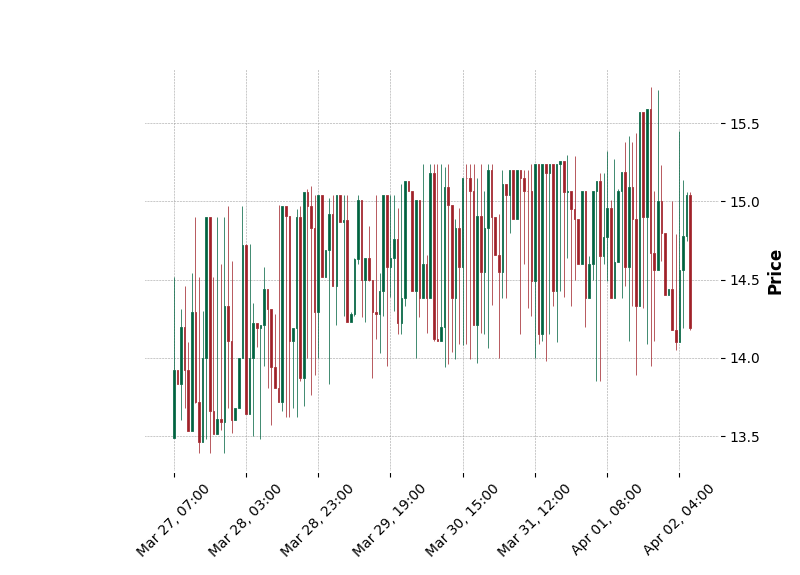 15.5
15.0
14.5
14.0
13.5
Price
Mar 27, 07:00
Mar 28, 03:00
Mar 28, 23:00
Mar 29, 19:00
Mar 30, 15:00
Mar 31, 12:00
Apr 01, 08:00
Apr 02, 04:00